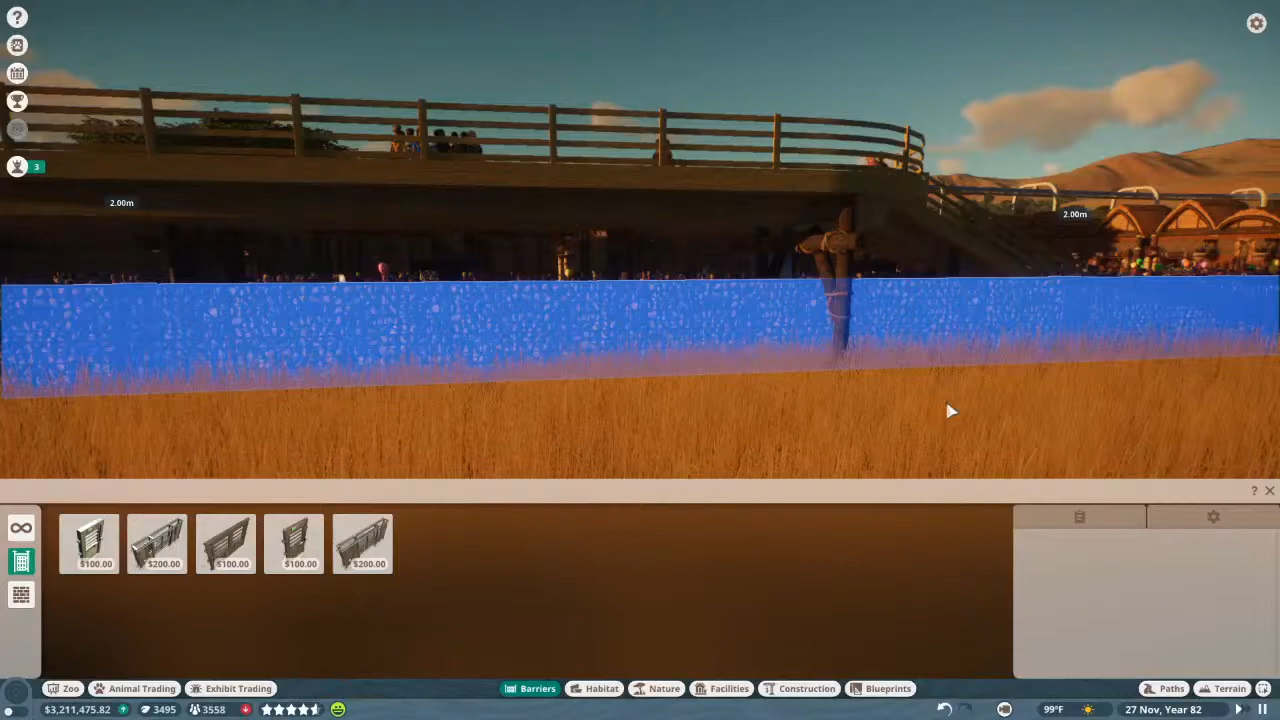 ?
3
2.00m
2.00m
? ×
$100.00 $200.00 $100.00 $100.00 $200.00
Zoo Animal Trading Exhibit Trading Barriers Habitat Nature Facilities Construction Blueprints Paths Terrain
$3,211,475.82 3495 3558 99°F 27 Nov, Year 82